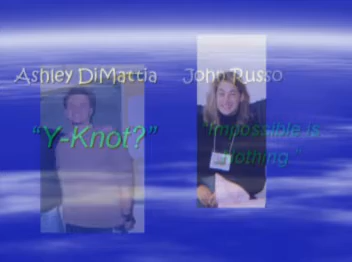 Ashley DiMattia
John Russo
"Y-Knot?"
"Impossible is
Nothing."